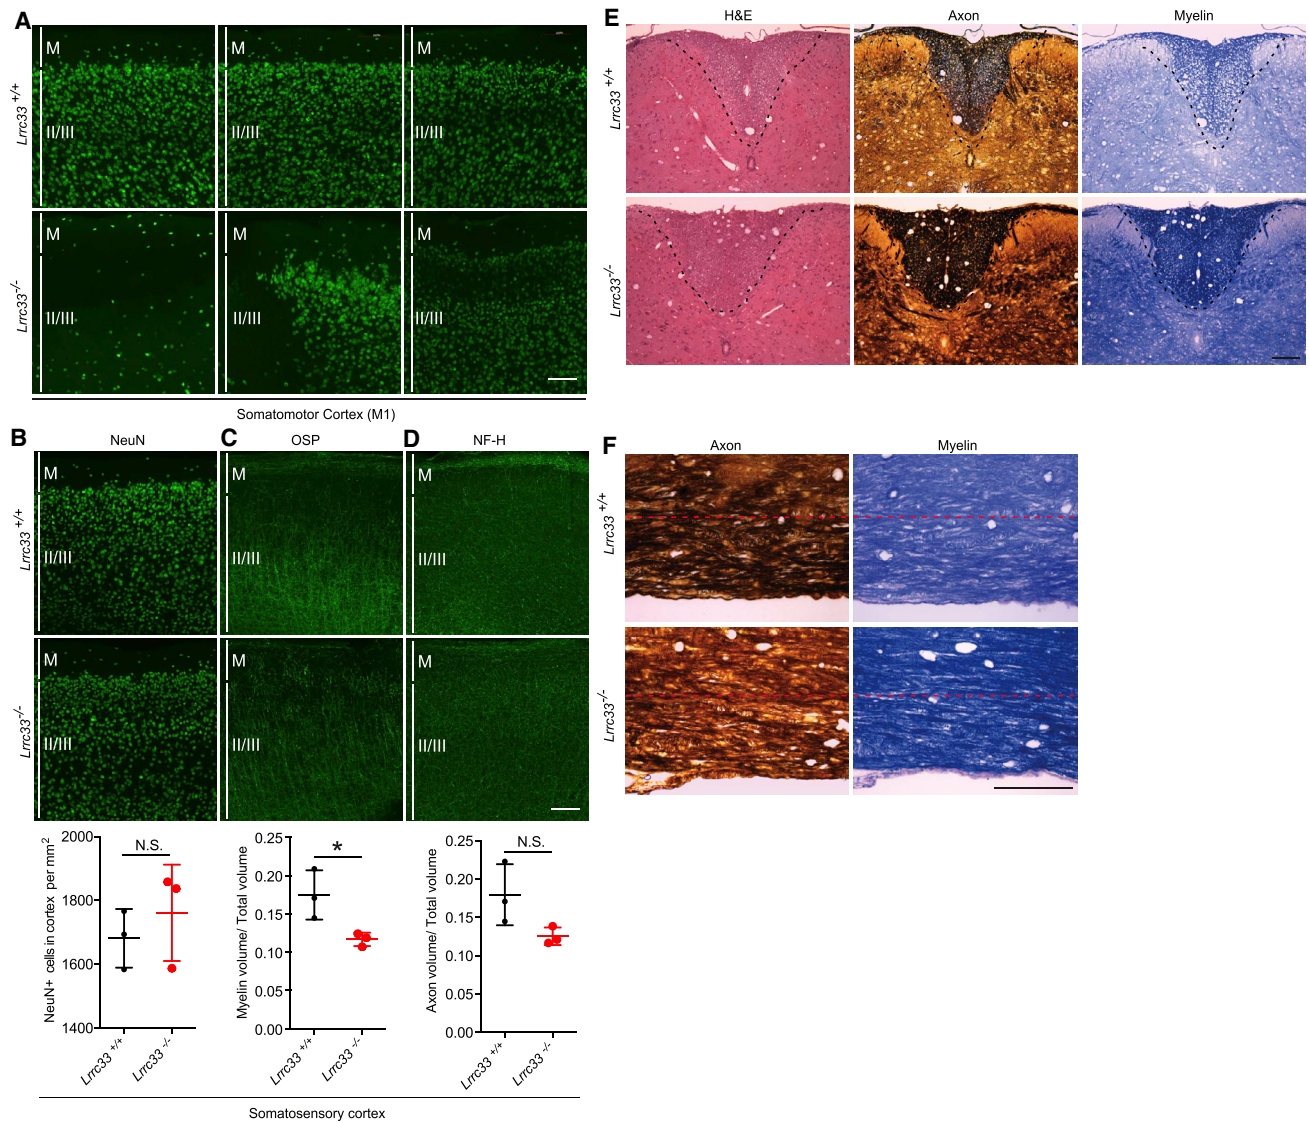 A
Lrrc33 +/+
M
II/III
M
II/III
M
II/III
Lrrc33 -/-
M
II/III
M
II/III
M
II/III
Somatomotor Cortex (M1)
B
NeuN
C
OSP
D
NF-H
Lrrc33 +/+
M
II/III
M
II/III
M
II/III
Lrrc33 -/-
M
II/III
M
II/III
M
II/III
NeuN+ cells in cortex per mm2
2000
1800
1600
1400
N.S.
Lrrc33 +/+
Lrrc33 -/-
Myelin volume/ Total volume
0.25
0.20
0.15
0.10
0.05
0.00
*
Lrrc33 +/+
Lrrc33 -/-
Axon volume/ Total volume
0.25
0.20
0.15
0.10
0.05
0.00
N.S.
Lrrc33 +/+
Lrrc33 -/-
Somatosensory cortex
E
H&E
Axon
Myelin
Lrrc33 +/+
Lrrc33 -/-
F
Axon
Myelin
Lrrc33 +/+
Lrrc33 -/-